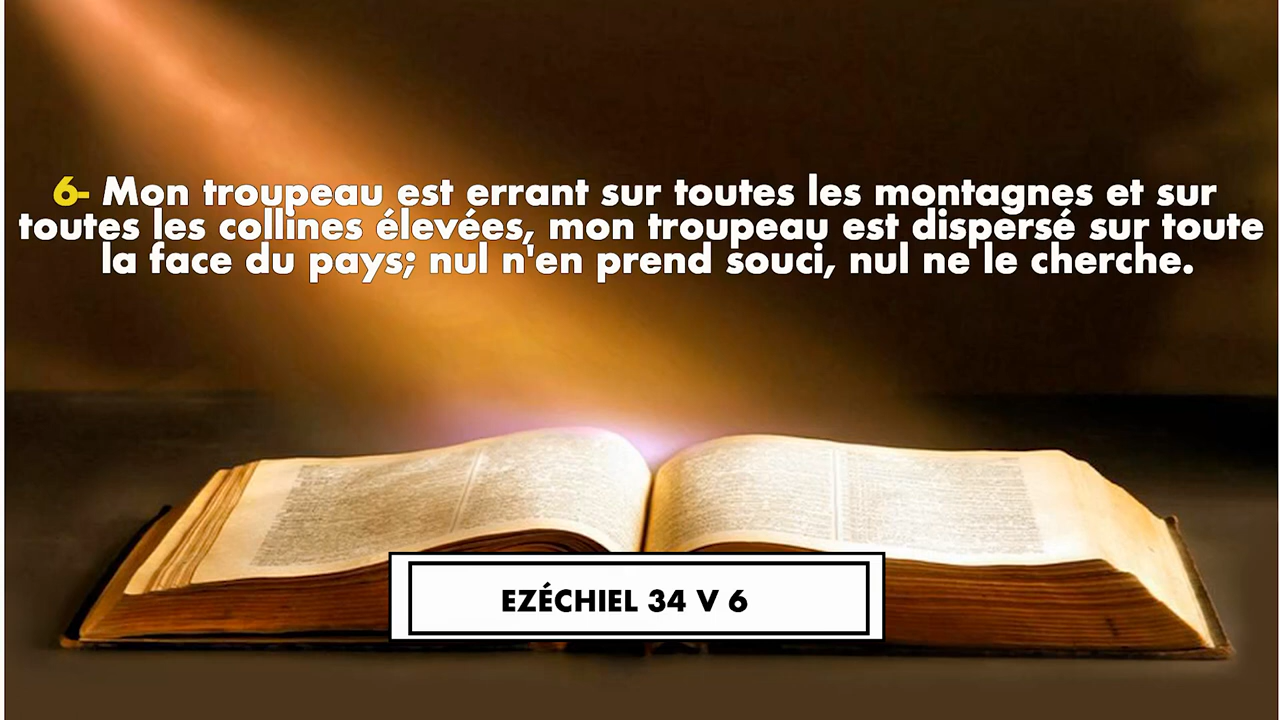 6- Mon troupeau est errant sur toutes les montagnes et sur
toutes les collines élevées, mon troupeau est dispersé sur toute
la face du pays; nul n'en prend souci, nul ne le cherche.
EZÉCHIEL 34 V 6